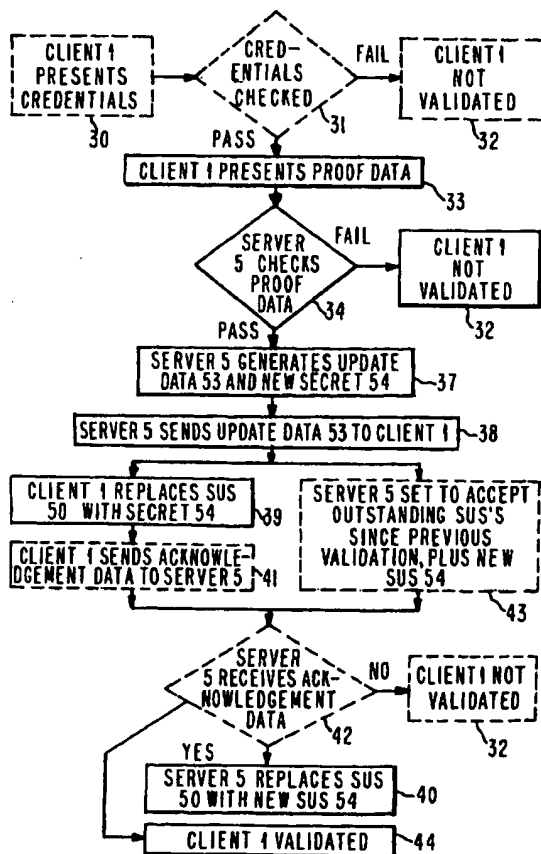 CLIENT 1
PRESENTS
CREDENTIALS
30
CRED-
ENTIALS
CHECKED
31
FAIL
CLIENT 1
NOT
VALIDATED
32
PASS
CLIENT 1 PRESENTS PROOF DATA
33
SERVER
5 CHECKS
PROOF
DATA
34
FAIL
CLIENT 1
NOT
VALIDATED
32
PASS
SERVER 5 GENERATES UPDATE
DATA 53 AND NEW SECRET 54
37
SERVER 5 SENDS UPDATE DATA 53 TO CLIENT 1
38
CLIENT 1 REPLACES SUS
50 WITH SECRET 54
39
CLIENT 1 SENDS ACKNOWLE-
DGEMENT DATA TO SERVER 5
41
SERVER 5 SET TO ACCEPT
OUTSTANDING SUS'S
SINCE PREVIOUS
VALIDATION, PLUS NEW
SUS 54
43
SERVER
5 RECEIVES ACK-
NOWLEDGEMENT
DATA
42
NO
CLIENT 1 NOT
VALIDATED
32
YES
SERVER 5 REPLACES SUS
50 WITH NEW SUS 54
40
CLIENT 1 VALIDATED
44